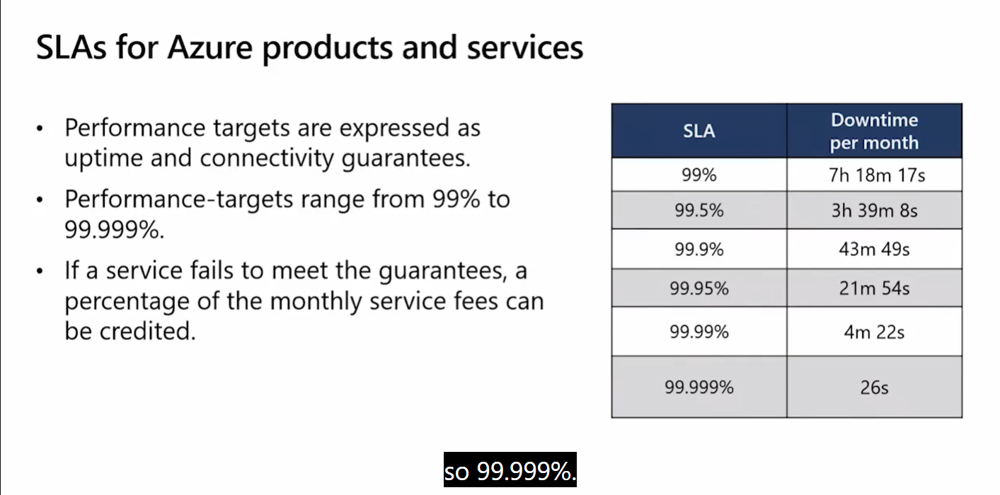 SLAs for Azure products and services
• Performance targets are expressed as
uptime and connectivity guarantees.
• Performance-targets range from 99% to
99.999%.
• If a service fails to meet the guarantees, a
percentage of the monthly service fees can
be credited.
SLA
Downtime
per month
99%
7h 18m 17s
99.5%
3h 39m 8s
99.9%
43m 49s
99.95%
21m 54s
99.99%
4m 22s
99.999%
26s
so 99.999%.